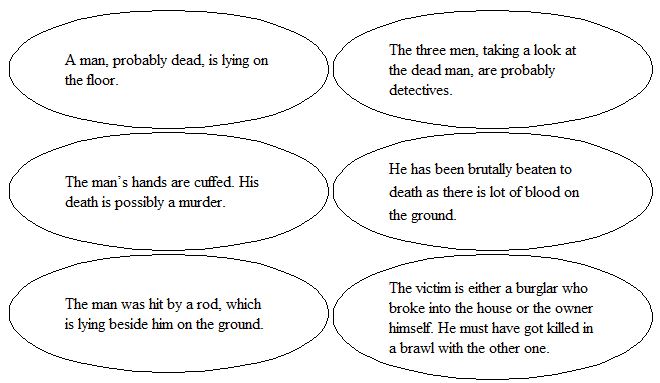 A man, probably dead, is lying on
the floor.
The three men, taking a look at
the dead man, are probably
detectives.
The man’s hands are cuffed. His
death is possibly a murder.
He has been brutally beaten to
death as there is lot of blood on
the ground.
The man was hit by a rod, which
is lying beside him on the ground.
The victim is either a burglar who
broke into the house or the owner
himself. He must have got killed in
a brawl with the other one.